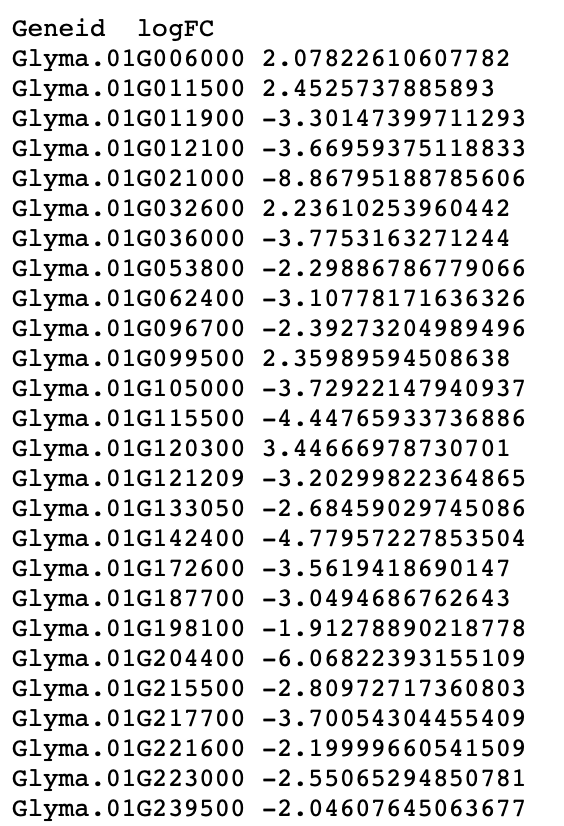 Geneid  logFC
Glyma.01G006000 2.07822610607782
Glyma.01G011500 2.4525737885893
Glyma.01G011900 -3.30147399711293
Glyma.01G012100 -3.66959375118833
Glyma.01G021000 -8.86795188785606
Glyma.01G032600 2.23610253960442
Glyma.01G036000 -3.7753163271244
Glyma.01G053800 -2.29886786779066
Glyma.01G062400 -3.10778171636326
Glyma.01G096700 -2.39273204989496
Glyma.01G099500 2.35989594508638
Glyma.01G105000 -3.72922147940937
Glyma.01G115500 -4.44765933736886
Glyma.01G120300 3.44666978730701
Glyma.01G121209 -3.20299822364865
Glyma.01G133050 -2.68459029745086
Glyma.01G142400 -4.77957227853504
Glyma.01G172600 -3.5619418690147
Glyma.01G187700 -3.0494686762643
Glyma.01G198100 -1.91278890218778
Glyma.01G204400 -6.06822393155109
Glyma.01G215500 -2.80972717360803
Glyma.01G217700 -3.70054304455409
Glyma.01G221600 -2.19999660541509
Glyma.01G223000 -2.55065294850781
Glyma.01G239500 -2.04607645063677